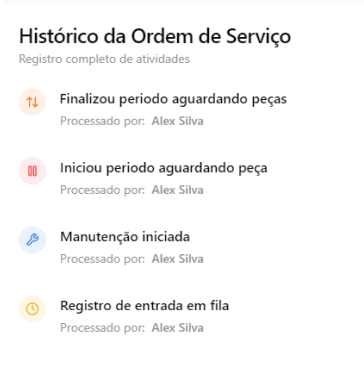 Histórico da Ordem de Serviço
Registro completo de atividades
Finalizou periodo aguardando peças
Processado por: Alex Silva
Iniciou periodo aguardando peça
Processado por: Alex Silva
Manutenção iniciada
Processado por: Alex Silva
Registro de entrada em fila
Processado por: Alex Silva